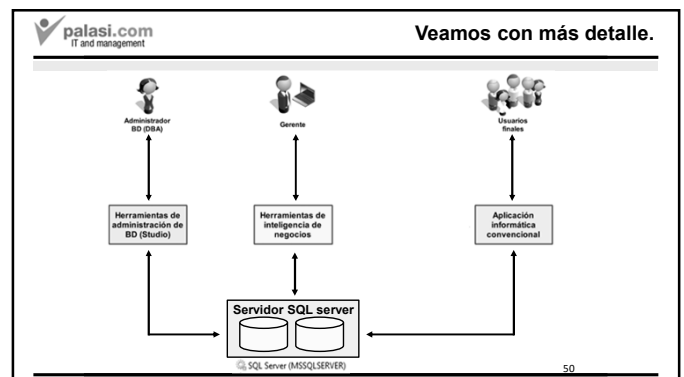 palasi.com
IT and management
Veamos con más detalle.
Administrador
BD (DBA)
Gerente
Usuarios
finales
Herramientas de
administración de
BD (Studio)
Herramientas de
inteligencia de
negocios
Aplicación
informática
convencional
Servidor SQL server
SQL Server (MSSQLSERVER)
50